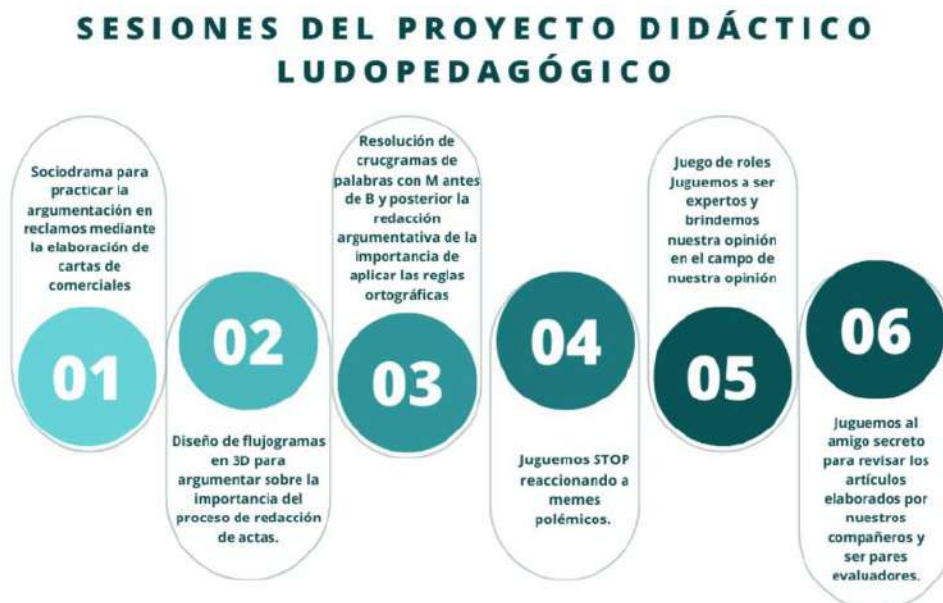 SESIONES DEL PROYECTO DIDÁCTICO
LUDOPEDAGÓGICO
Sociodrama para
practicar la
argumentación en
reclamos mediante
la elaboración de
cartas de
comerciales
01
02
Diseño de flujogramas
en 3D para
argumentar sobre la
importancia del
proceso de redacción
de actas.
Resolución de
crucgramas de
palabras con M antes
de B y posterior la
redacción
argumentativa de la
importancia de
aplicar las reglas
ortográficas
03
04
Juguemos STOP
reaccionando a
memes
polémicos.
Juego de roles
Juguemos a ser
expertos y
brindemos
nuestra opinión
en el campo de
nuestra opinión
05
06
Juguemos al
amigo secreto
para revisar los
artículos
elaborados por
nuestros
compañeros y
ser pares
evaluadores.